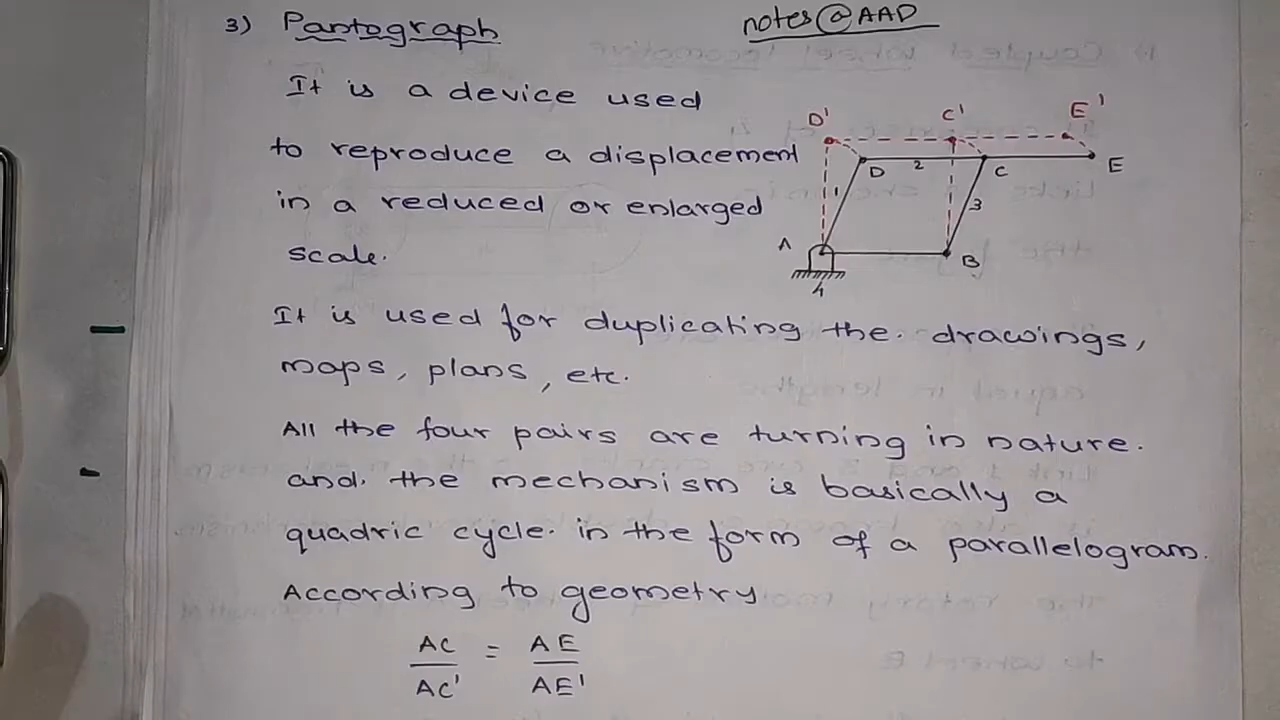 3) Pantograph
notes@AAD
It is a device used
to reproduce a displacement
in a reduced or enlarged
scale.
D' C' E'
D 2 C E
1 3
A B
4
It is used for duplicating the. drawings,
maps, plans, etc.
All the four pairs are turning in nature.
and. the mechanism is basically a
quadric cycle. in the form of a parallelogram.
According to geometry
AC/AC' = AE/AE'